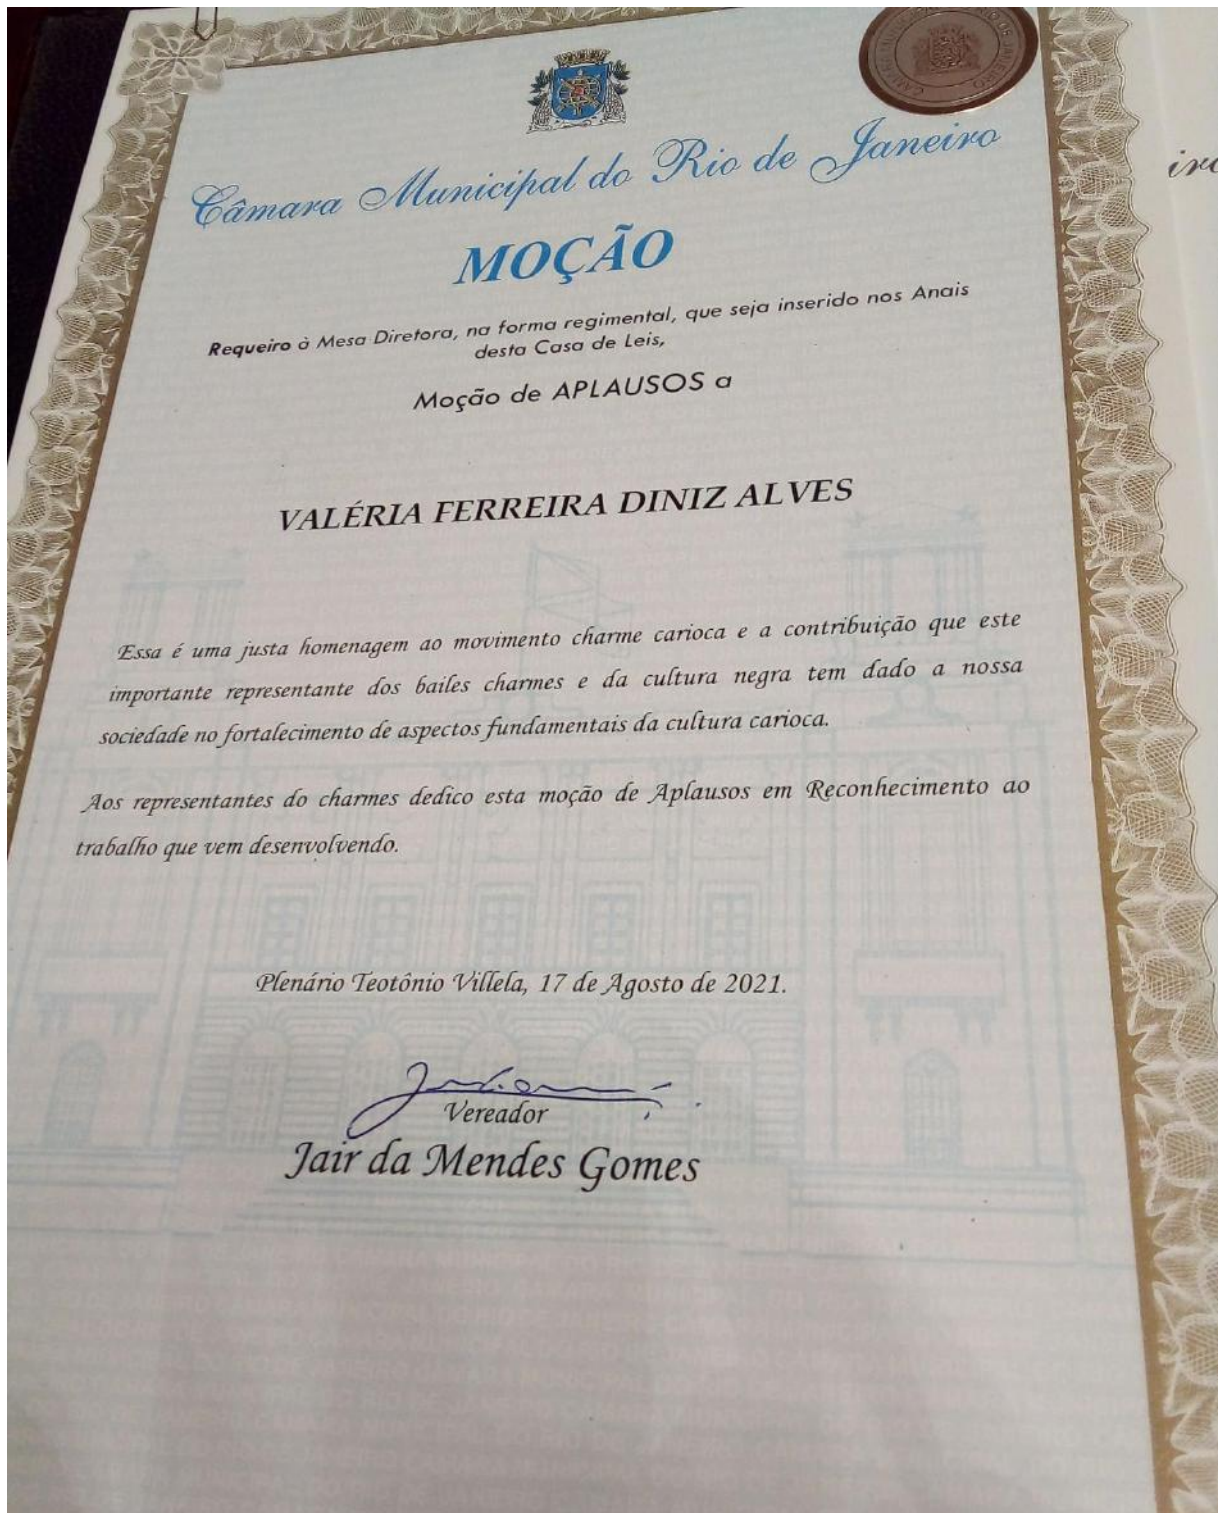 Câmara Municipal do Rio de Janeiro
MOÇÃO
Requeiro à Mesa Diretora, na forma regimental, que seja inserido nos Anais
desta Casa de Leis,
Moção de APLAUSOS a
VALÉRIA FERREIRA DINIZ ALVES
Essa é uma justa homenagem ao movimento charme carioca e a contribuição que este
importante representante dos bailes charmes e da cultura negra tem dado a nossa
sociedade no fortalecimento de aspectos fundamentais da cultura carioca.
Aos representantes do charmes dedico esta moção de Aplausos em Reconhecimento ao
trabalho que vem desenvolvendo.
Plenário Teotônio Villela, 17 de Agosto de 2021.
Vereador
Jair da Mendes Gomes